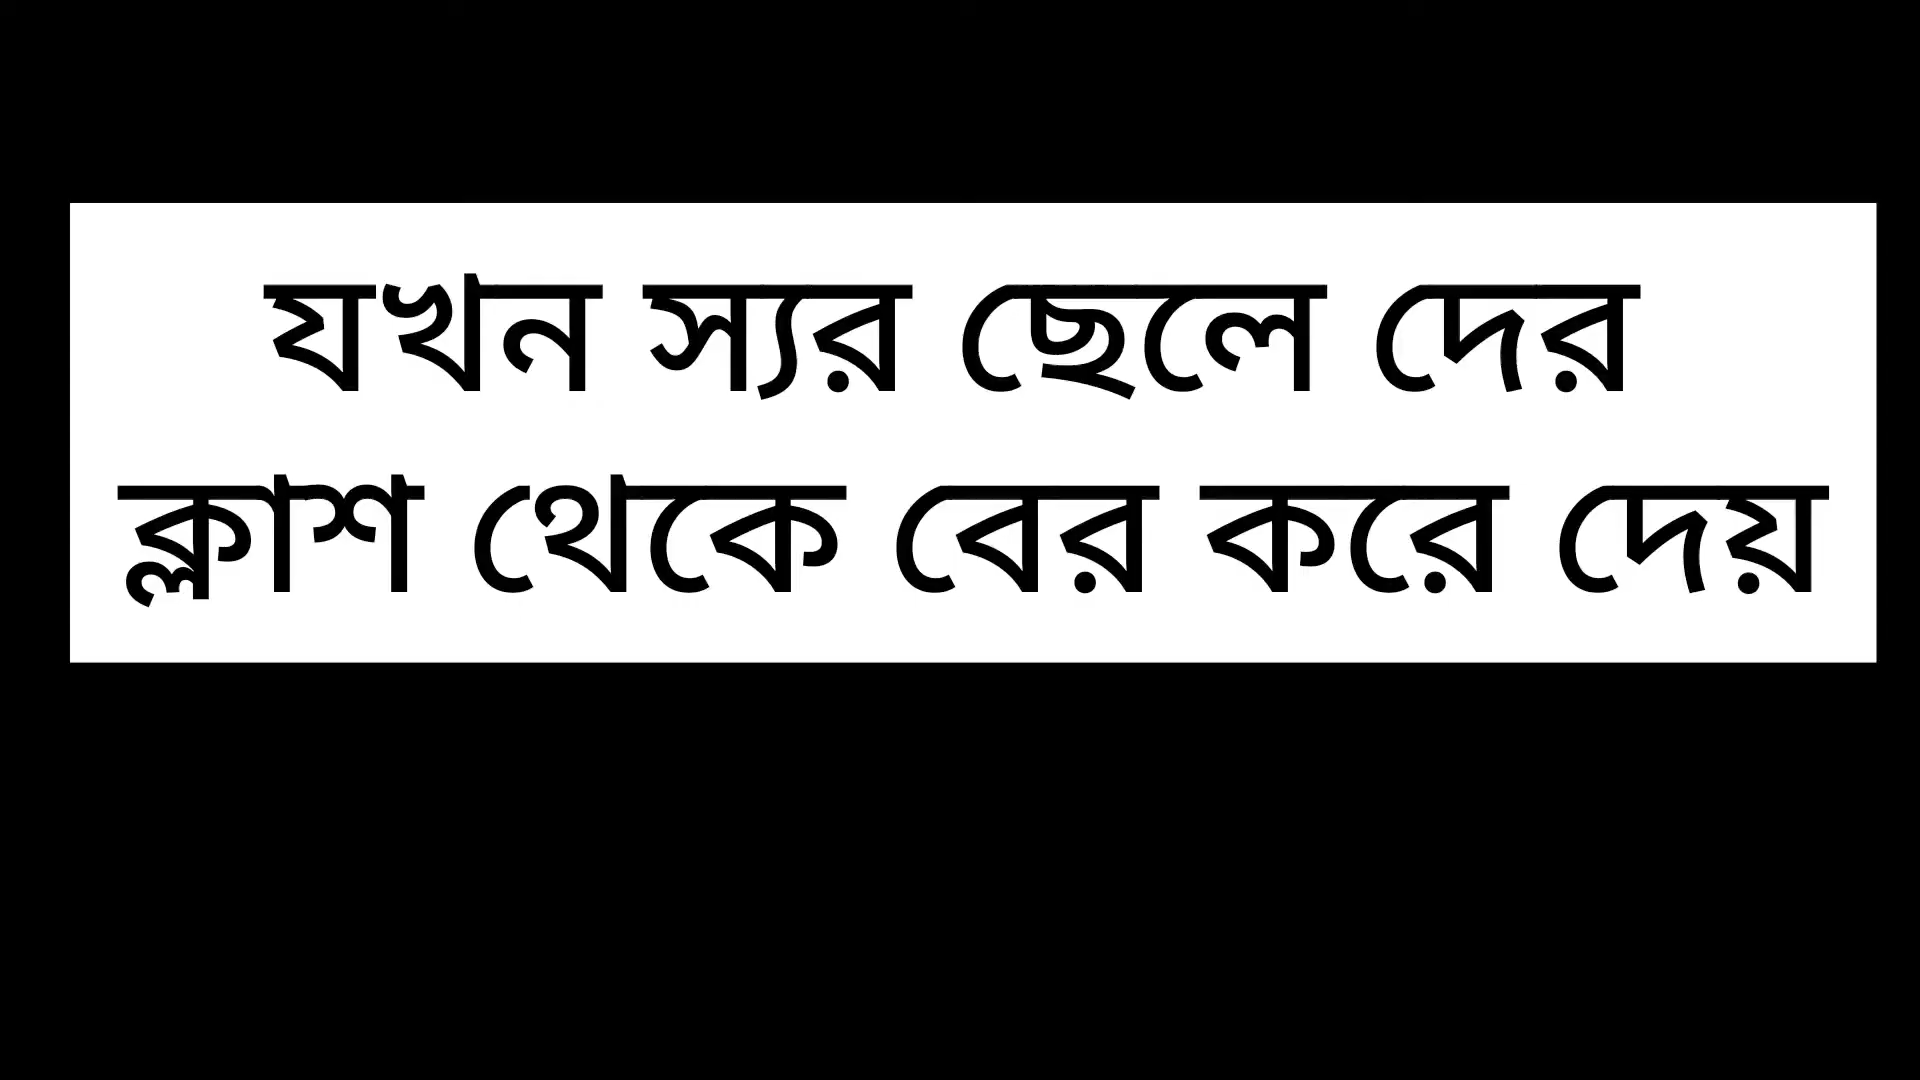 যখন স্যর ছেলে দের
ক্লাশ থেকে বের করে দেয়